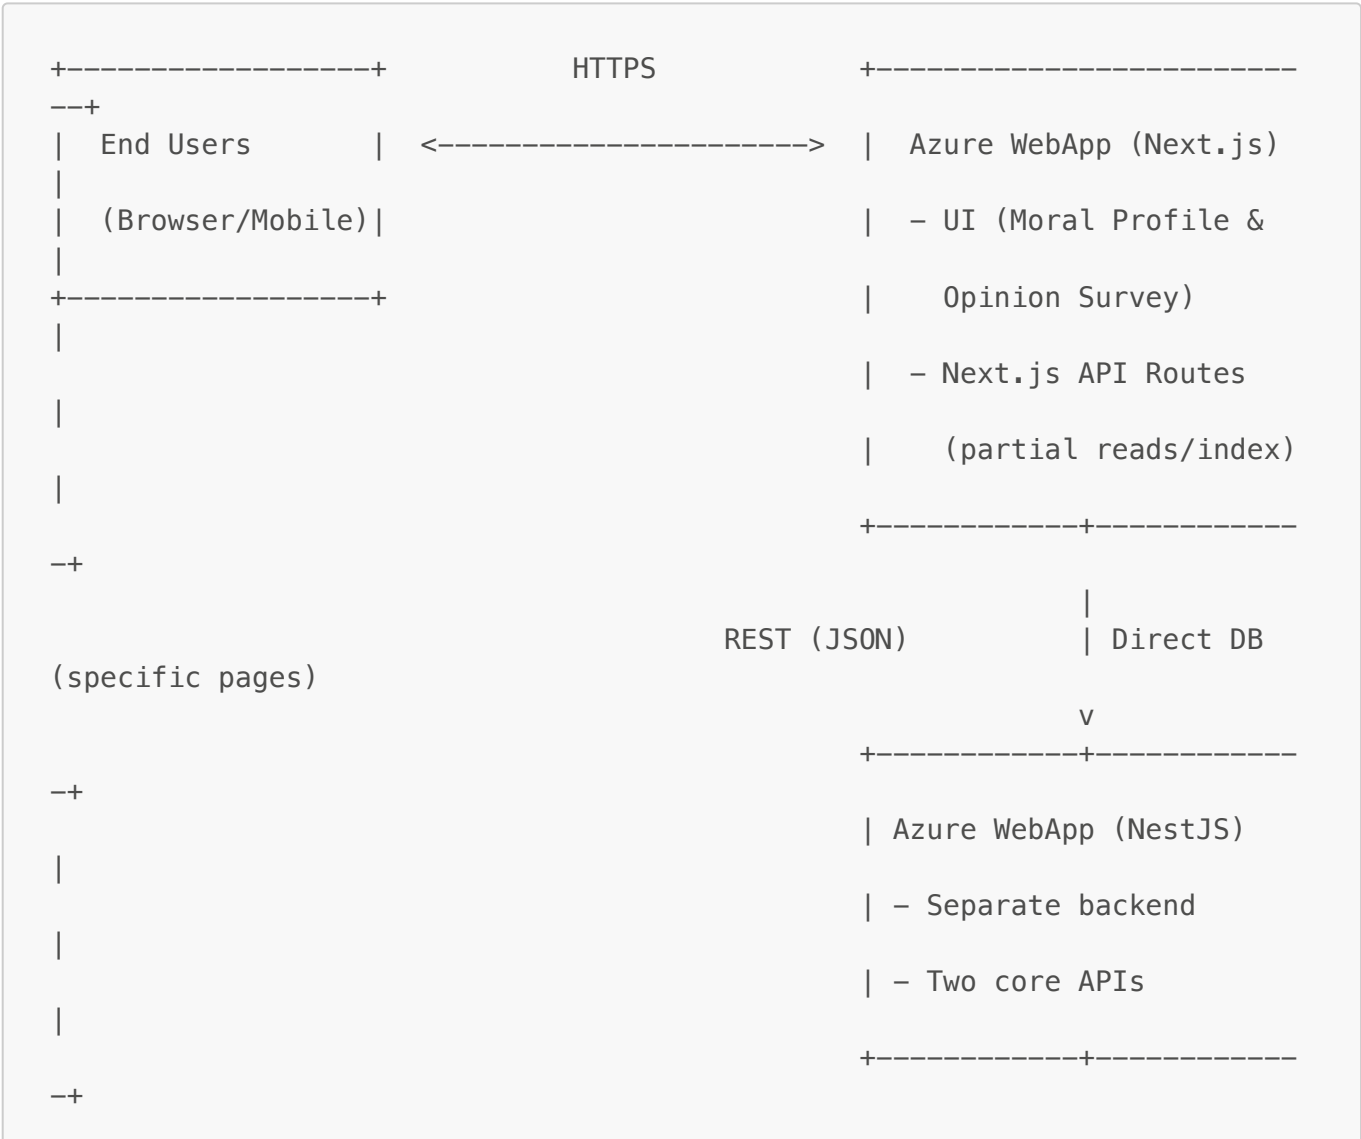 +------------------+           HTTPS            +-------------------------
--+
|  End Users       |  <---------------------->  |  Azure WebApp (Next.js)
|
|  (Browser/Mobile)|                            |  - UI (Moral Profile &
|
+------------------+                            |    Opinion Survey)
|
                                                |  - Next.js API Routes
|
                                                |    (partial reads/index)
|
                                                +------------+------------
-+
                                                             |
                                        REST (JSON)          | Direct DB
(specific pages)
                                                             v
                                                +------------+------------
-+
                                                | Azure WebApp (NestJS)
|
                                                | - Separate backend
|
                                                | - Two core APIs
|
                                                +------------+------------
-+